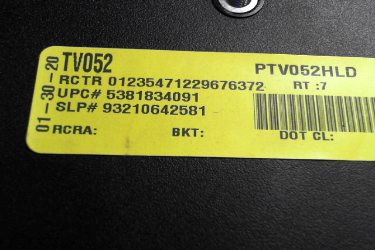 TV052
PTV052HLD
RCTR 01235471229676372
RT :7
UPC# 5381834091
SLP# 93210642581
RCRA:
BKT:
DOT CL:
01-30-20